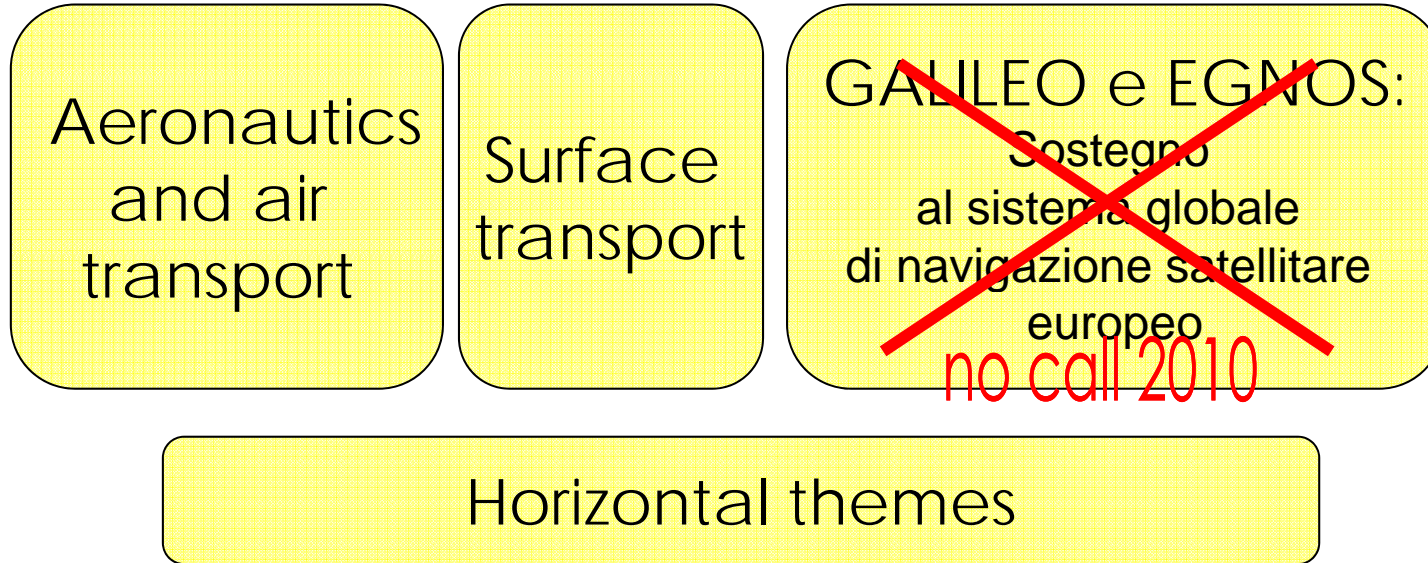 Aeronautics
and air
transport
Surface
transport
GALILEO e EGNOS:
Sostegno
al sistema globale
di navigazione satellitare
europeo
no call 2010
Horizontal themes